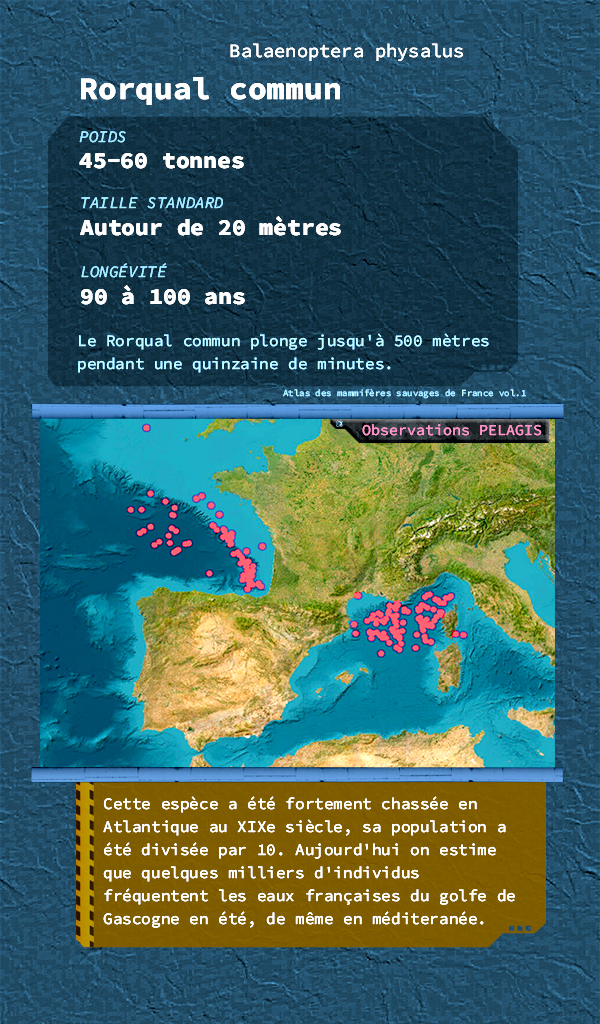 Balaenoptera physalus
Rorqual commun
POIDS
45-60 tonnes
TAILLE STANDARD
Autour de 20 mètres
LONGÉVITÉ
90 à 100 ans
Le Rorqual commun plonge jusqu'à 500 mètres
pendant une quinzaine de minutes.
Atlas des mammifères sauvages de France vol.1
Observations PELAGIS
Cette espèce a été fortement chassée en
Atlantique au XIXe siècle, sa population a
été divisée par 10. Aujourd'hui on estime
que quelques milliers d'individus
fréquentent les eaux françaises du golfe de
Gascogne en été, de même en méditeranée.